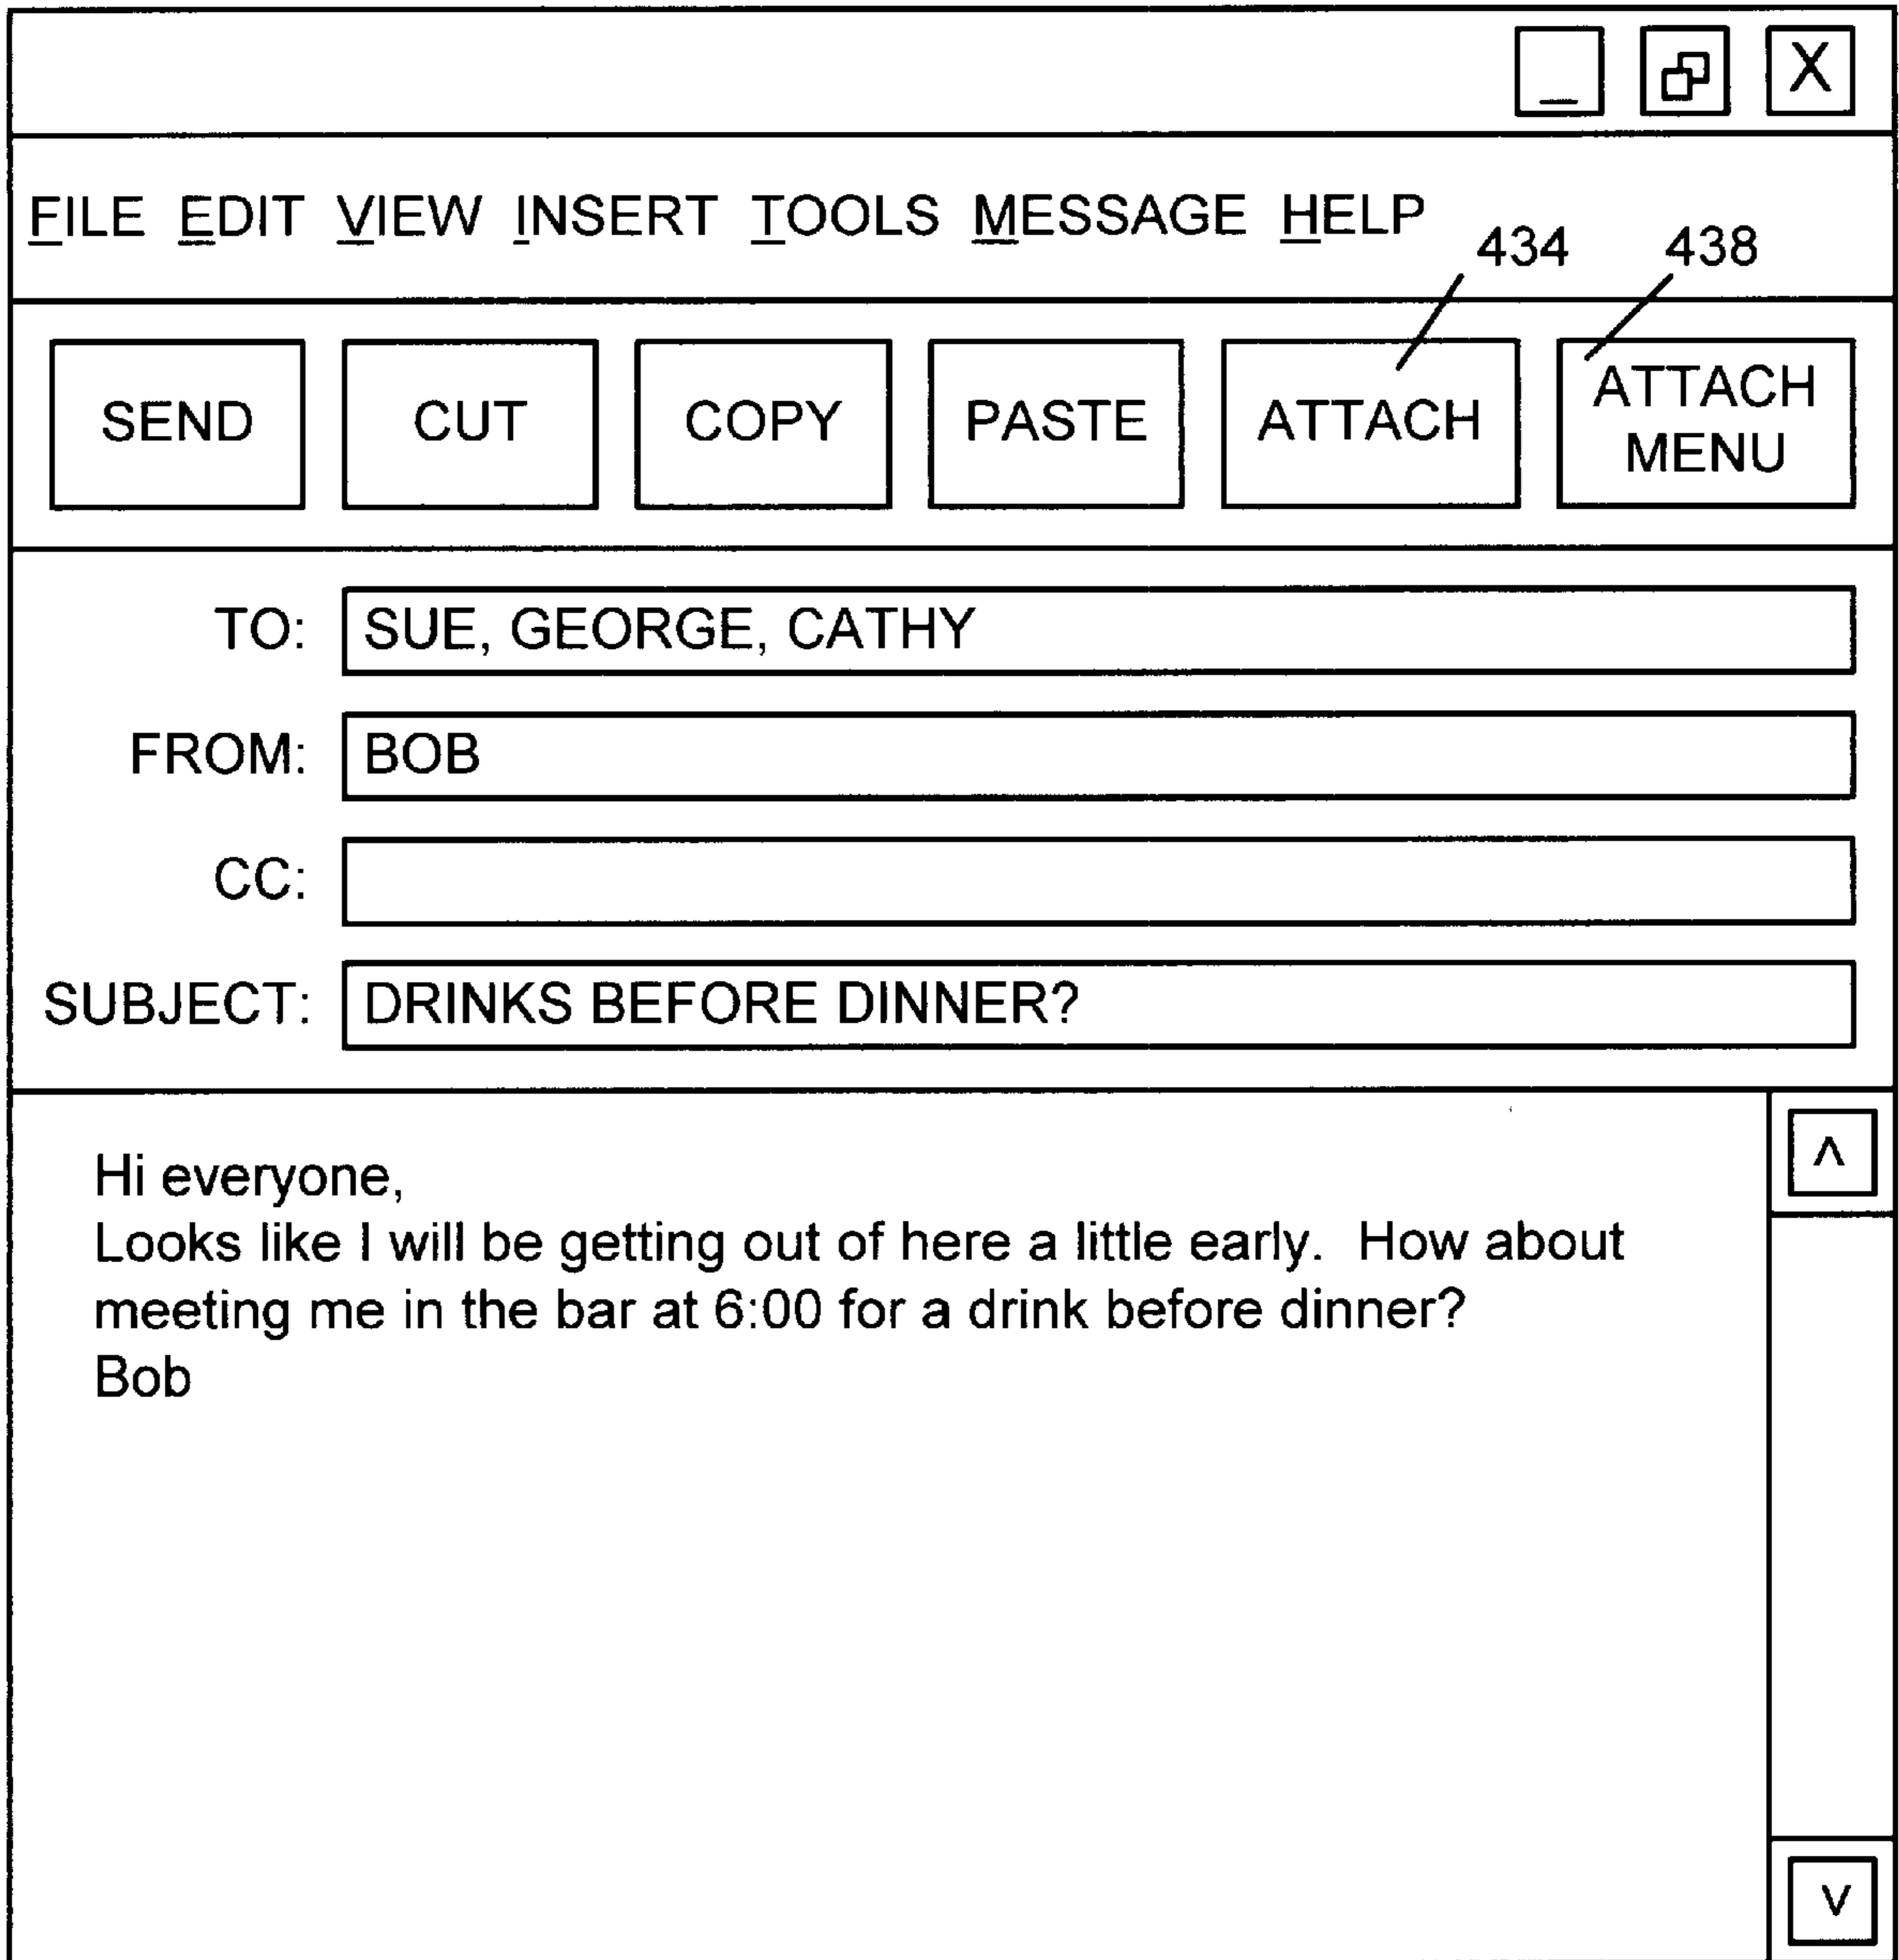 _ X
FILE EDIT VIEW INSERT TOOLS MESSAGE HELP
434 438
SEND CUT COPY PASTE ATTACH ATTACH MENU
TO: SUE, GEORGE, CATHY
FROM: BOB
CC:
SUBJECT: DRINKS BEFORE DINNER?
Hi everyone,
Looks like I will be getting out of here a little early.  How about
meeting me in the bar at 6:00 for a drink before dinner?
Bob
^
v